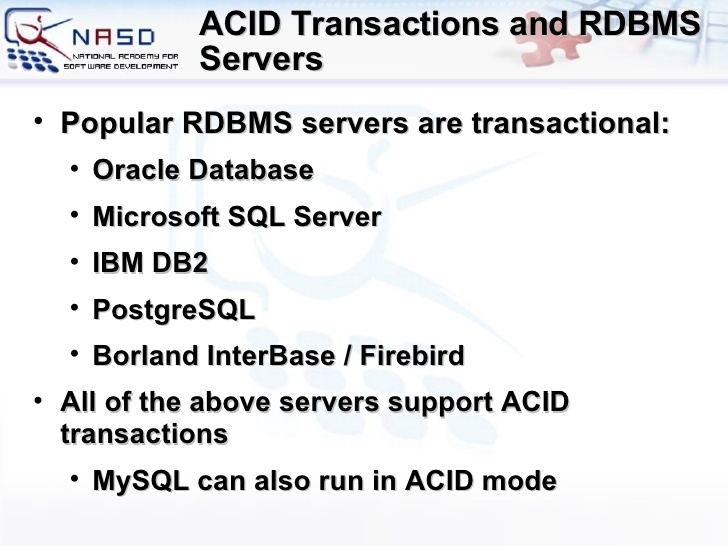 NASD
NATIONAL ACADEMY FOR
SOFTWARE DEVELOPMENT
ACID Transactions and RDBMS
Servers
• Popular RDBMS servers are transactional:
• Oracle Database
• Microsoft SQL Server
• IBM DB2
• PostgreSQL
• Borland InterBase / Firebird
• All of the above servers support ACID
transactions
• MySQL can also run in ACID mode